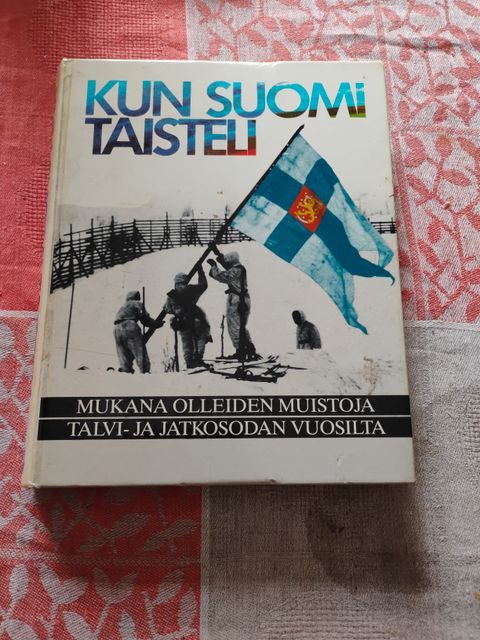 KUN SUOMI
TAISTELI
MUKANA OLLEIDEN MUISTOJA
TALVI- JA JATKOSODAN VUOSILTA